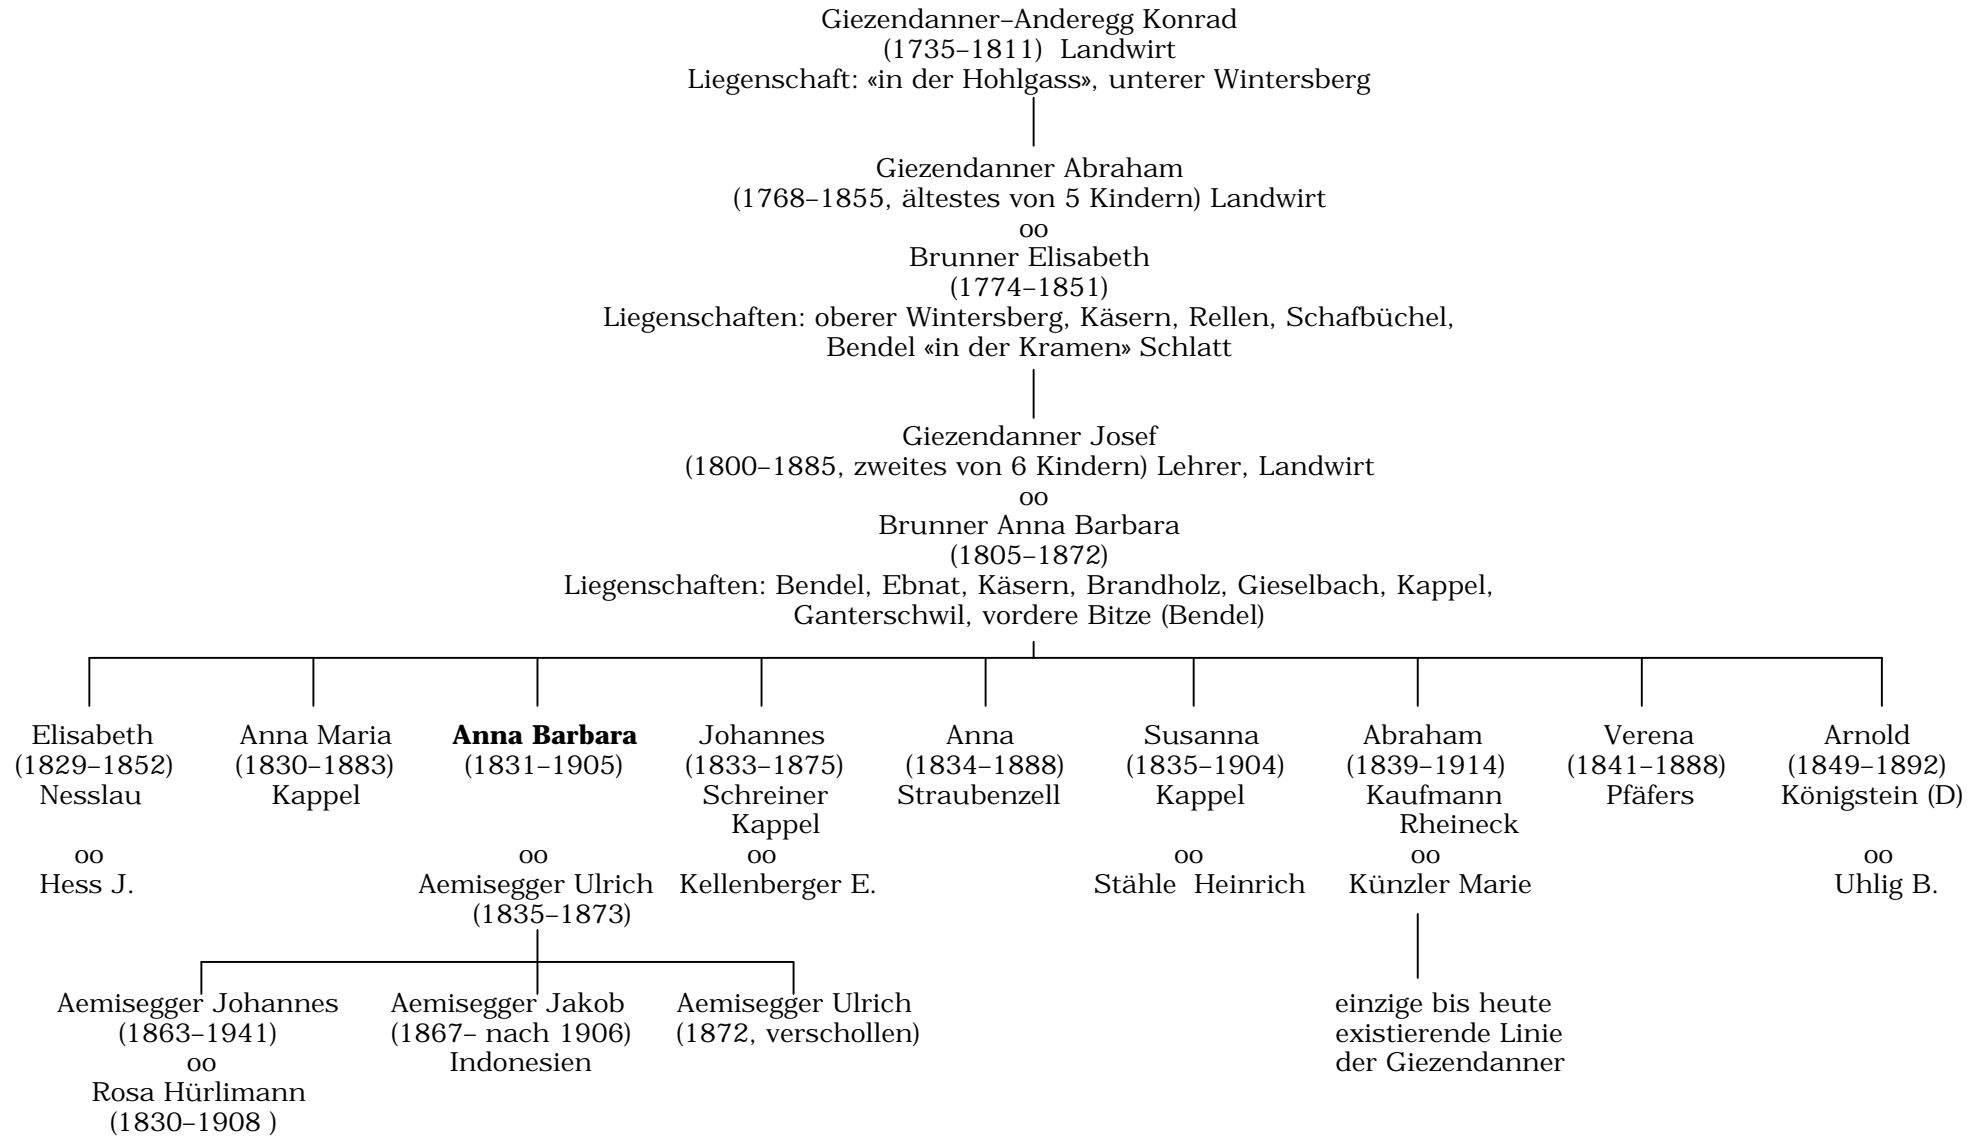 Giezendanner–Anderegg Konrad
(1735–1811)  Landwirt
Liegenschaft: «in der Hohlgass», unterer Wintersberg
Giezendanner Abraham
(1768–1855, ältestes von 5 Kindern) Landwirt
oo
Brunner Elisabeth
(1774–1851)
Liegenschaften: oberer Wintersberg, Käsern, Rellen, Schafbüchel,
Bendel «in der Kramen» Schlatt
Giezendanner Josef
(1800–1885, zweites von 6 Kindern) Lehrer, Landwirt
oo
Brunner Anna Barbara
(1805–1872)
Liegenschaften: Bendel, Ebnat, Käsern, Brandholz, Gieselbach, Kappel,
Ganterschwil, vordere Bitze (Bendel)
Elisabeth
(1829–1852)
Nesslau
oo
Hess J.
Anna Maria
(1830–1883)
Kappel
Anna Barbara
(1831–1905)
oo
Aemisegger Ulrich
(1835–1873)
Johannes
(1833–1875)
Schreiner
Kappel
oo
Kellenberger E.
Anna
(1834–1888)
Straubenzell
Susanna
(1835–1904)
Kappel
oo
Stähle  Heinrich
Abraham
(1839–1914)
Kaufmann
Rheineck
oo
Künzler Marie
Verena
(1841–1888)
Pfäfers
Arnold
(1849–1892)
Königstein (D)
oo
Uhlig B.
Aemisegger Johannes
(1863–1941)
oo
Rosa Hürlimann
(1830–1908 )
Aemisegger Jakob
(1867– nach 1906)
Indonesien
Aemisegger Ulrich
(1872, verschollen)
einzige bis heute
existierende Linie
der Giezendanner